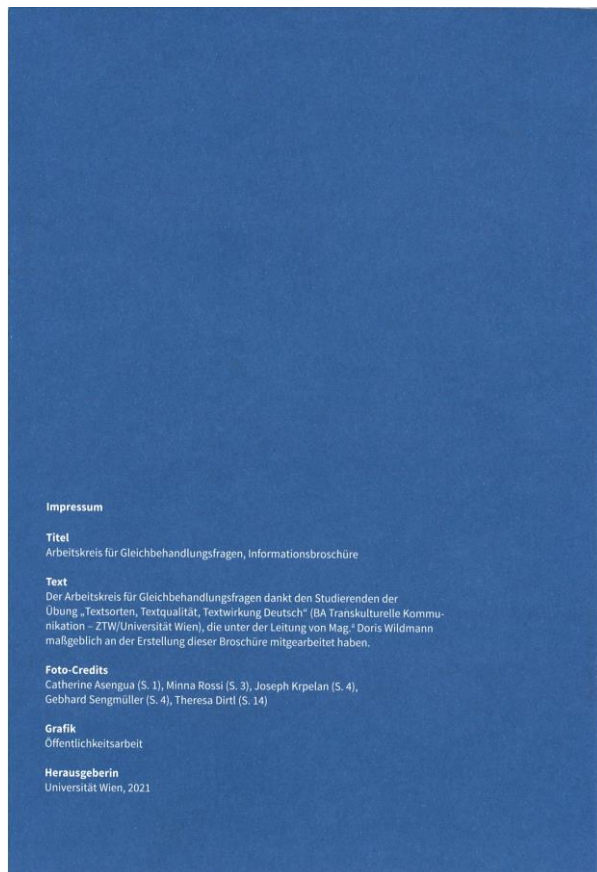 Impressum
Titel
Arbeitskreis für Gleichbehandlungsfragen, Informationsbroschüre
Text
Der Arbeitskreis für Gleichbehandlungsfragen dankt den Studierenden der
Übung „Textsorten, Textqualität, Textwirkung Deutsch“ (BA Transkulturelle Kommu-
nikation – ZTW/Universität Wien), die unter der Leitung von Mag.ª Doris Wildmann
maßgeblich an der Erstellung dieser Broschüre mitgearbeitet haben.
Foto-Credits
Catherine Asengua (S. 1), Minna Rossi (S. 3), Joseph Krpelan (S. 4),
Gebhard Sengmüller (S. 4), Theresa Dirtl (S. 14)
Grafik
Öffentlichkeitsarbeit
Herausgeberin
Universität Wien, 2021